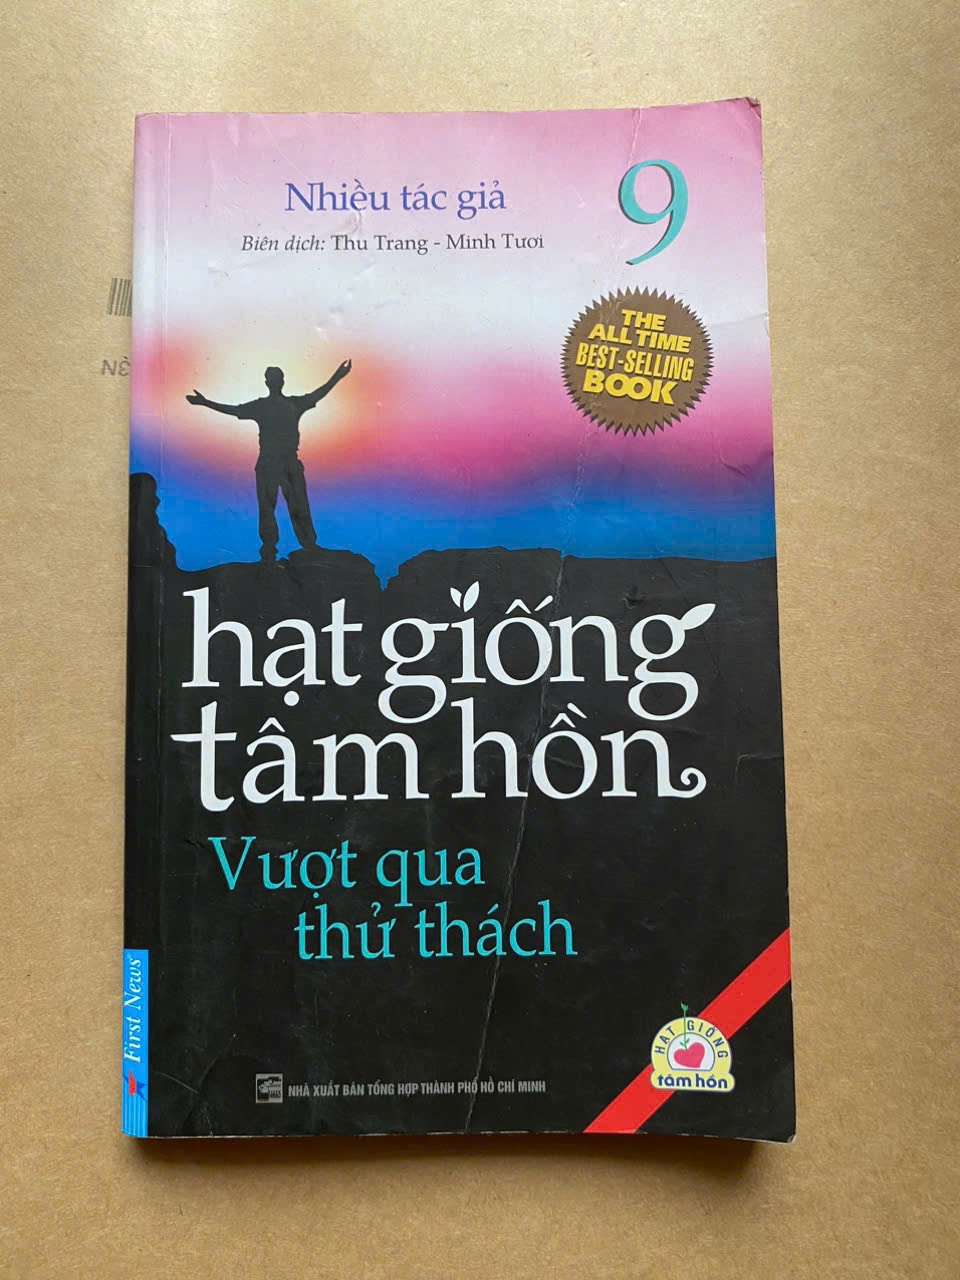 Nhiều tác giả
9
Biên dịch: Thu Trang - Minh Tươi
THE
ALL TIME
BEST-SELLING
BOOK
hạt giống
tâm hồn
Vượt qua
thử thách
First News
HẠT GIỐNG
tâm hồn
NHÀ XUẤT BẢN TỔNG HỢP THÀNH PHỐ HỒ CHÍ MINH